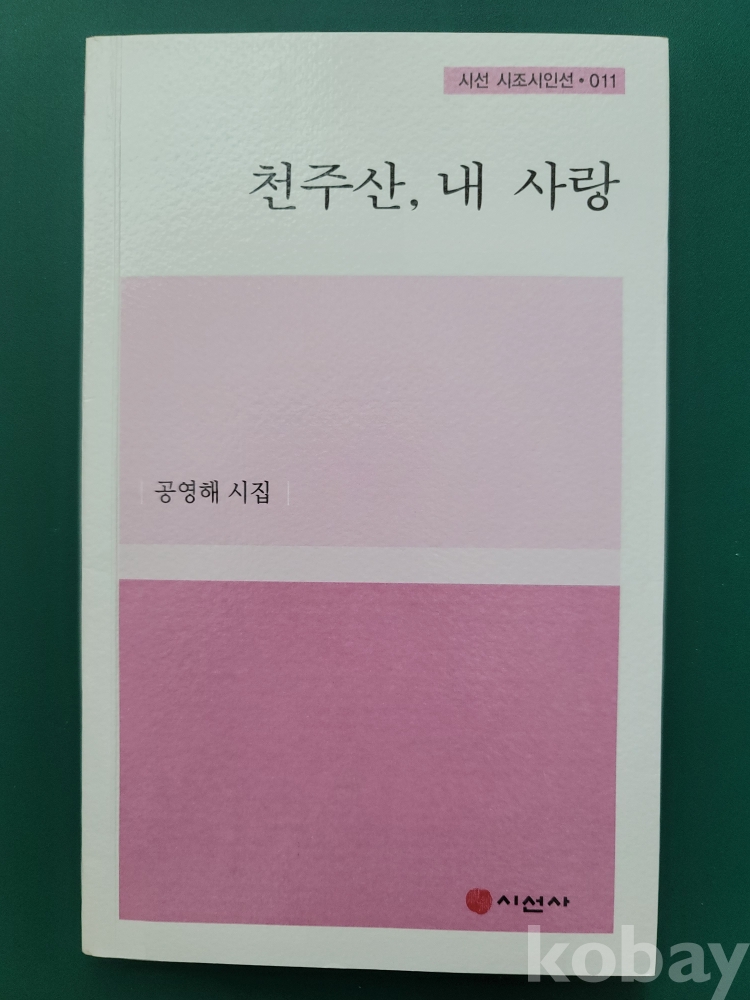 시선 시조시인선 • 011
천주산, 내 사랑
공영해 시집
시선사
kobay